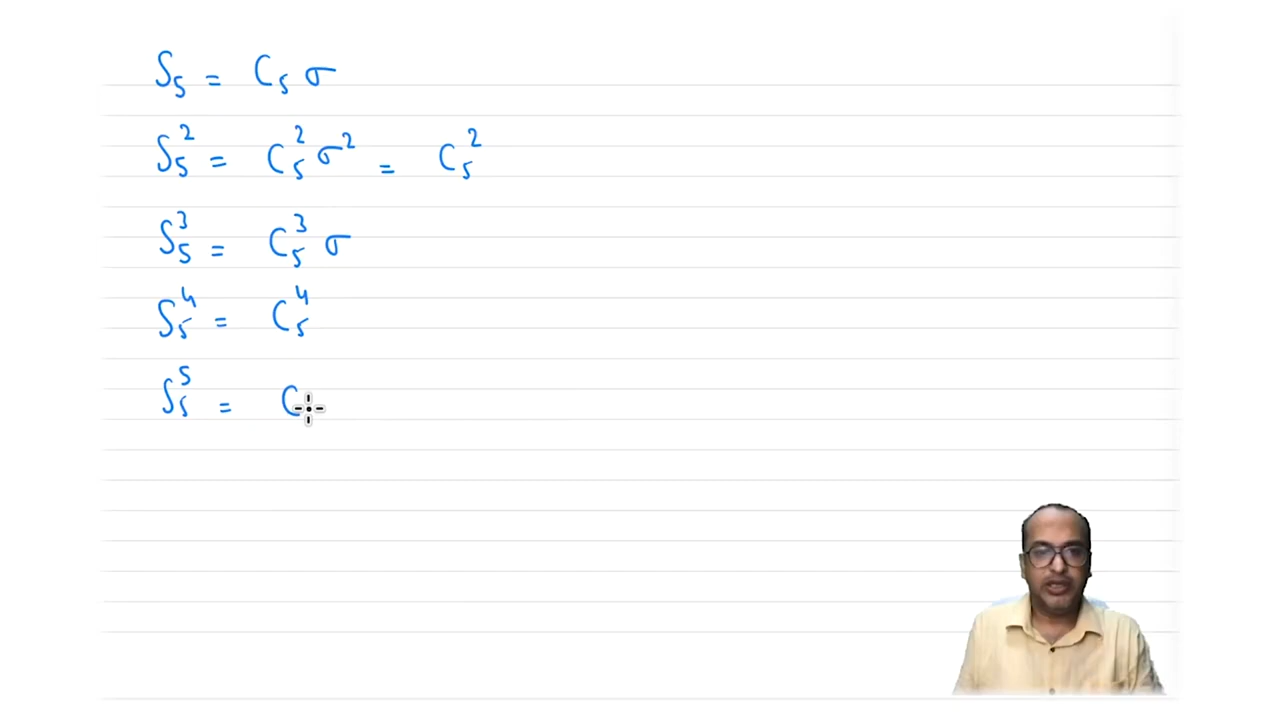 S₅ = C₅ σ
S₅² = C₅² σ² = C₅²
S₅³ = C₅³ σ
S₅⁴ = C₅⁴
S₅⁵ = C